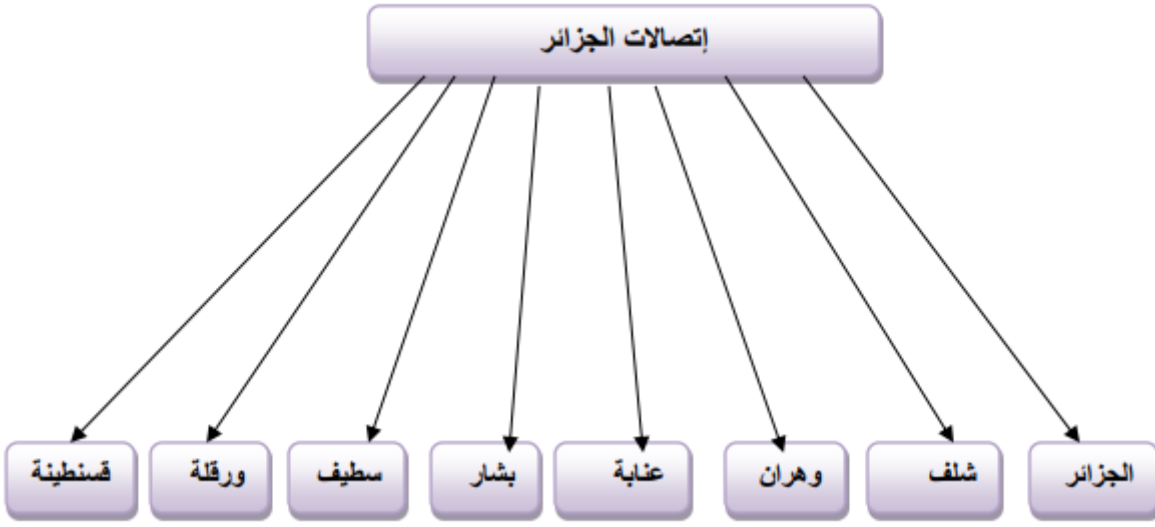 إتصالات الجزائر
الجزائر
شلف
وهران
عنابة
بشار
سطيف
ورقلة
قسنطينة